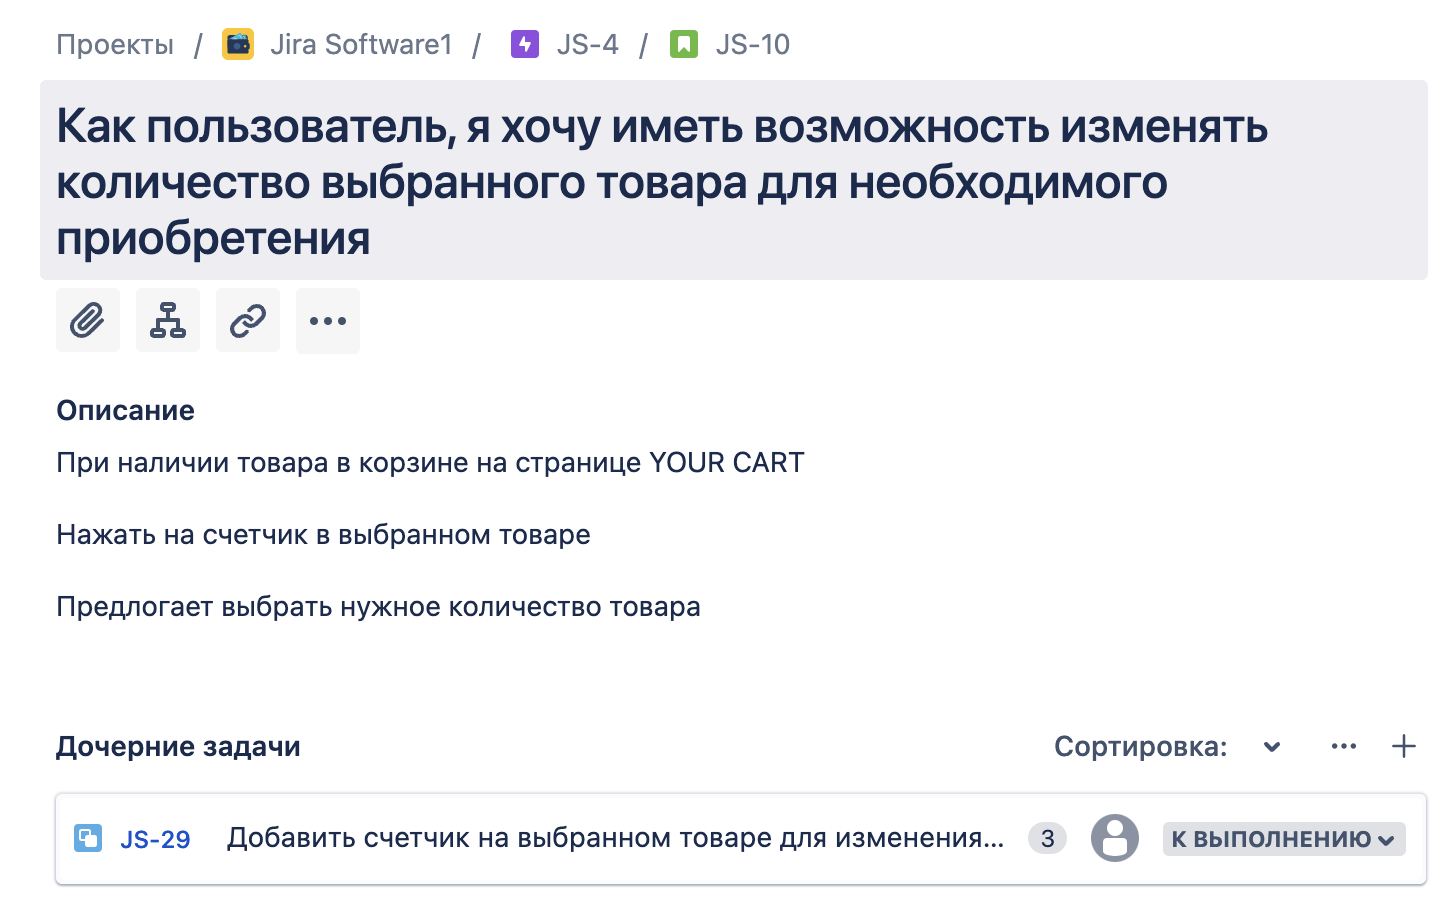 Проекты / Jira Software1 / JS-4 / JS-10
Как пользователь, я хочу иметь возможность изменять
количество выбранного товара для необходимого
приобретения
Описание
При наличии товара в корзине на странице YOUR CART
Нажать на счетчик в выбранном товаре
Предлогает выбрать нужное количество товара
Дочерние задачи Сортировка:
JS-29 Добавить счетчик на выбранном товаре для изменения... 3 К ВЫПОЛНЕНИЮ